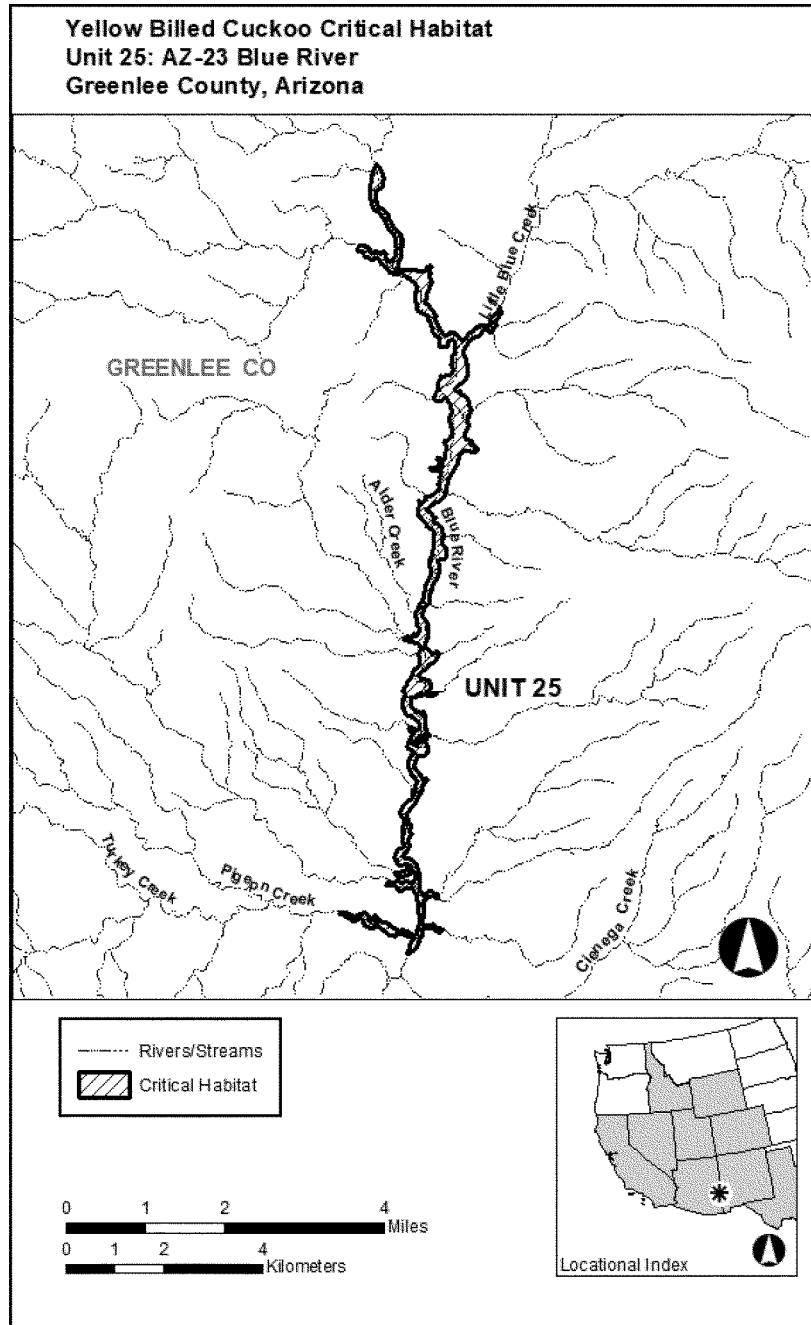 Yellow Billed Cuckoo Critical Habitat
Unit 25: AZ-23 Blue River
Greenlee County, Arizona
Little Blue Creek
GREENLEE CO
Alder Creek
Blue River
UNIT 25
Turkey Creek
Pigeon Creek
Cienega Creek
Rivers/Streams
Critical Habitat
0 1 2 4
Miles
0 1 2 4
Kilometers
Locational Index